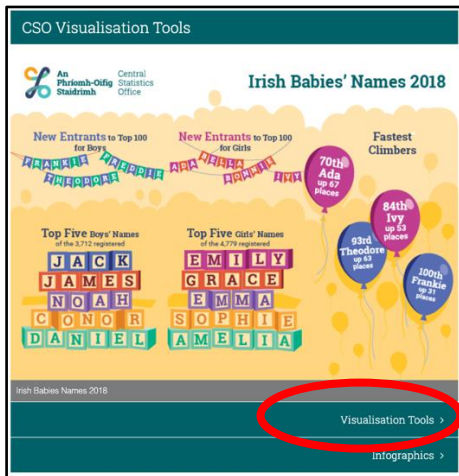 CSO Visualisation Tools
An
Phríomh-Oifig
Staidrimh
Central
Statistics
Office
Irish Babies' Names 2018
New Entrants to Top 100
for Boys
FRANKIE FREDDIE
THEODORE
New Entrants to Top 100
for Girls
ADA
BONNIE IVY
Fastest
Climbers
70th
Ada
up 67
places
84th
Ivy
up 53
places
93rd
Theodore
up 63
places
100th
Frankie
up 31
places
Top Five Boys' Names
of the 3,712 registered
JACK
JAMES
NOAH
CONOR
DANIEL
Top Five Girls' Names
of the 4,779 registered
EMILY
GRACE
EMMA
SOPHIE
AMELIA
Irish Babies Names 2018
Visualisation Tools >
Infographics >